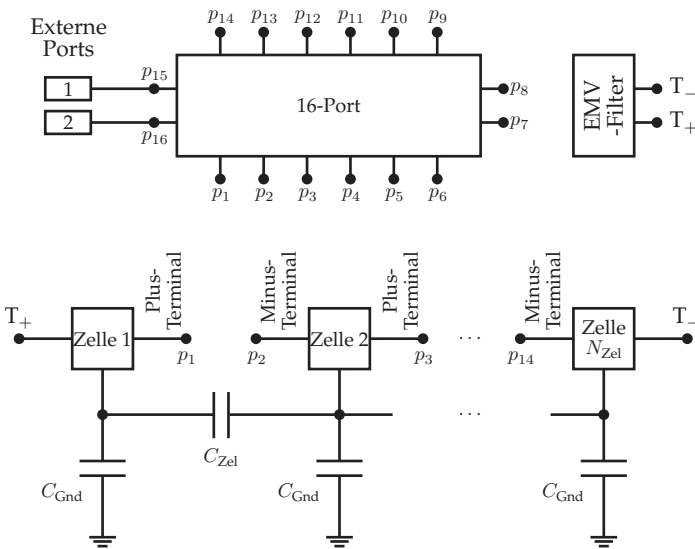 Externe
Ports
p14 p13 p12 p11 p10 p9
p15
1
2
p16
16-Port
p8
p7
EMV
-Filter
T−
T+
p1 p2 p3 p4 p5 p6
Plus-
Terminal
Minus-
Terminal
Plus-
Terminal
Minus-
Terminal
T+
Zelle 1
p1
p2
Zelle 2
p3
...
p14
Zelle
NZel
T−
...
CZel
CGnd
CGnd
CGnd